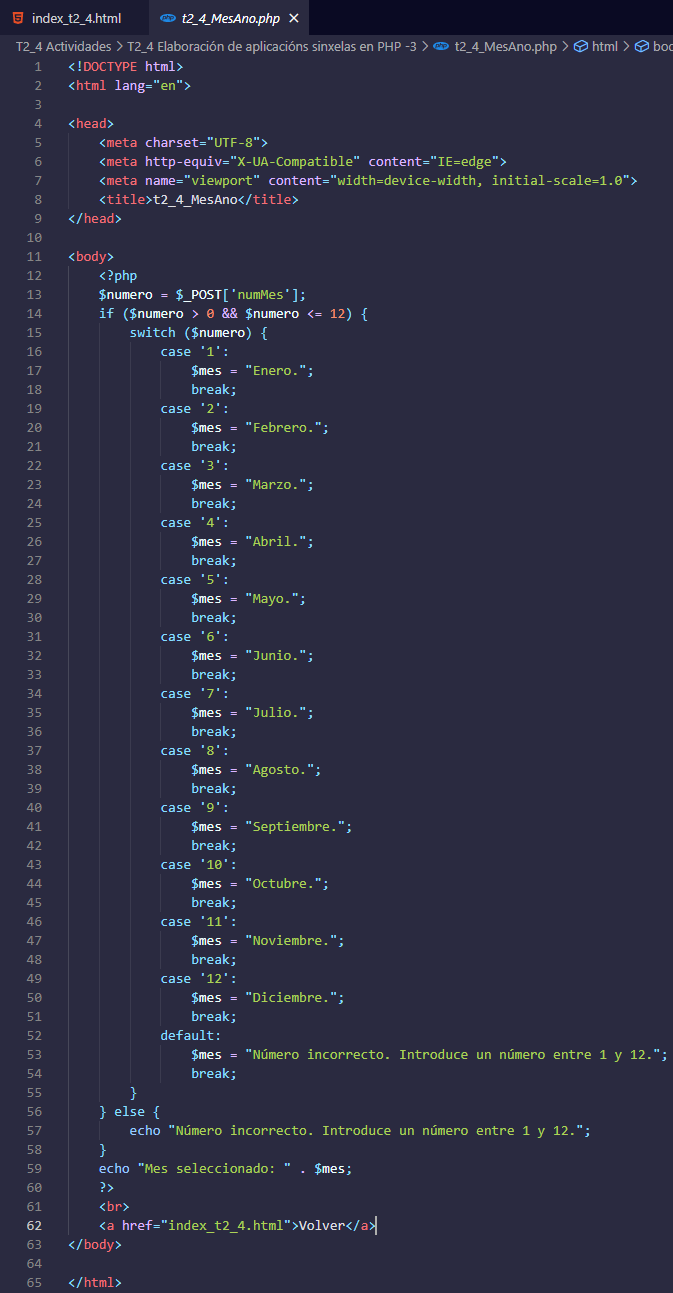 index_t2_4.html
t2_4_MesAno.php
T2_4 Actividades > T2_4 Elaboración de aplicacións sinxelas en PHP -3 > t2_4_MesAno.php > html >
1 <!DOCTYPE html>
2 <html lang="en">
3
4 <head>
5 <meta charset="UTF-8">
6 <meta http-equiv="X-UA-Compatible" content="IE=edge">
7 <meta name="viewport" content="width=device-width, initial-scale=1.0">
8 <title>t2_4_MesAno</title>
9 </head>
10
11 <body>
12 <?php
13 $numero = $_POST['numMes'];
14 if ($numero > 0 && $numero <= 12) {
15 switch ($numero) {
16 case '1':
17 $mes = "Enero.";
18 break;
19 case '2':
20 $mes = "Febrero.";
21 break;
22 case '3':
23 $mes = "Marzo.";
24 break;
25 case '4':
26 $mes = "Abril.";
27 break;
28 case '5':
29 $mes = "Mayo.";
30 break;
31 case '6':
32 $mes = "Junio.";
33 break;
34 case '7':
35 $mes = "Julio.";
36 break;
37 case '8':
38 $mes = "Agosto.";
39 break;
40 case '9':
41 $mes = "Septiembre.";
42 break;
43 case '10':
44 $mes = "Octubre.";
45 break;
46 case '11':
47 $mes = "Noviembre.";
48 break;
49 case '12':
50 $mes = "Diciembre.";
51 break;
52 default:
53 $mes = "Número incorrecto. Introduce un número entre 1 y 12.";
54 break;
55 }
56 } else {
57 echo "Número incorrecto. Introduce un número entre 1 y 12.";
58 }
59 echo "Mes seleccionado: " . $mes;
60 ?>
61 <br>
62 <a href="index_t2_4.html">Volver</a>
63 </body>
64
65 </html>